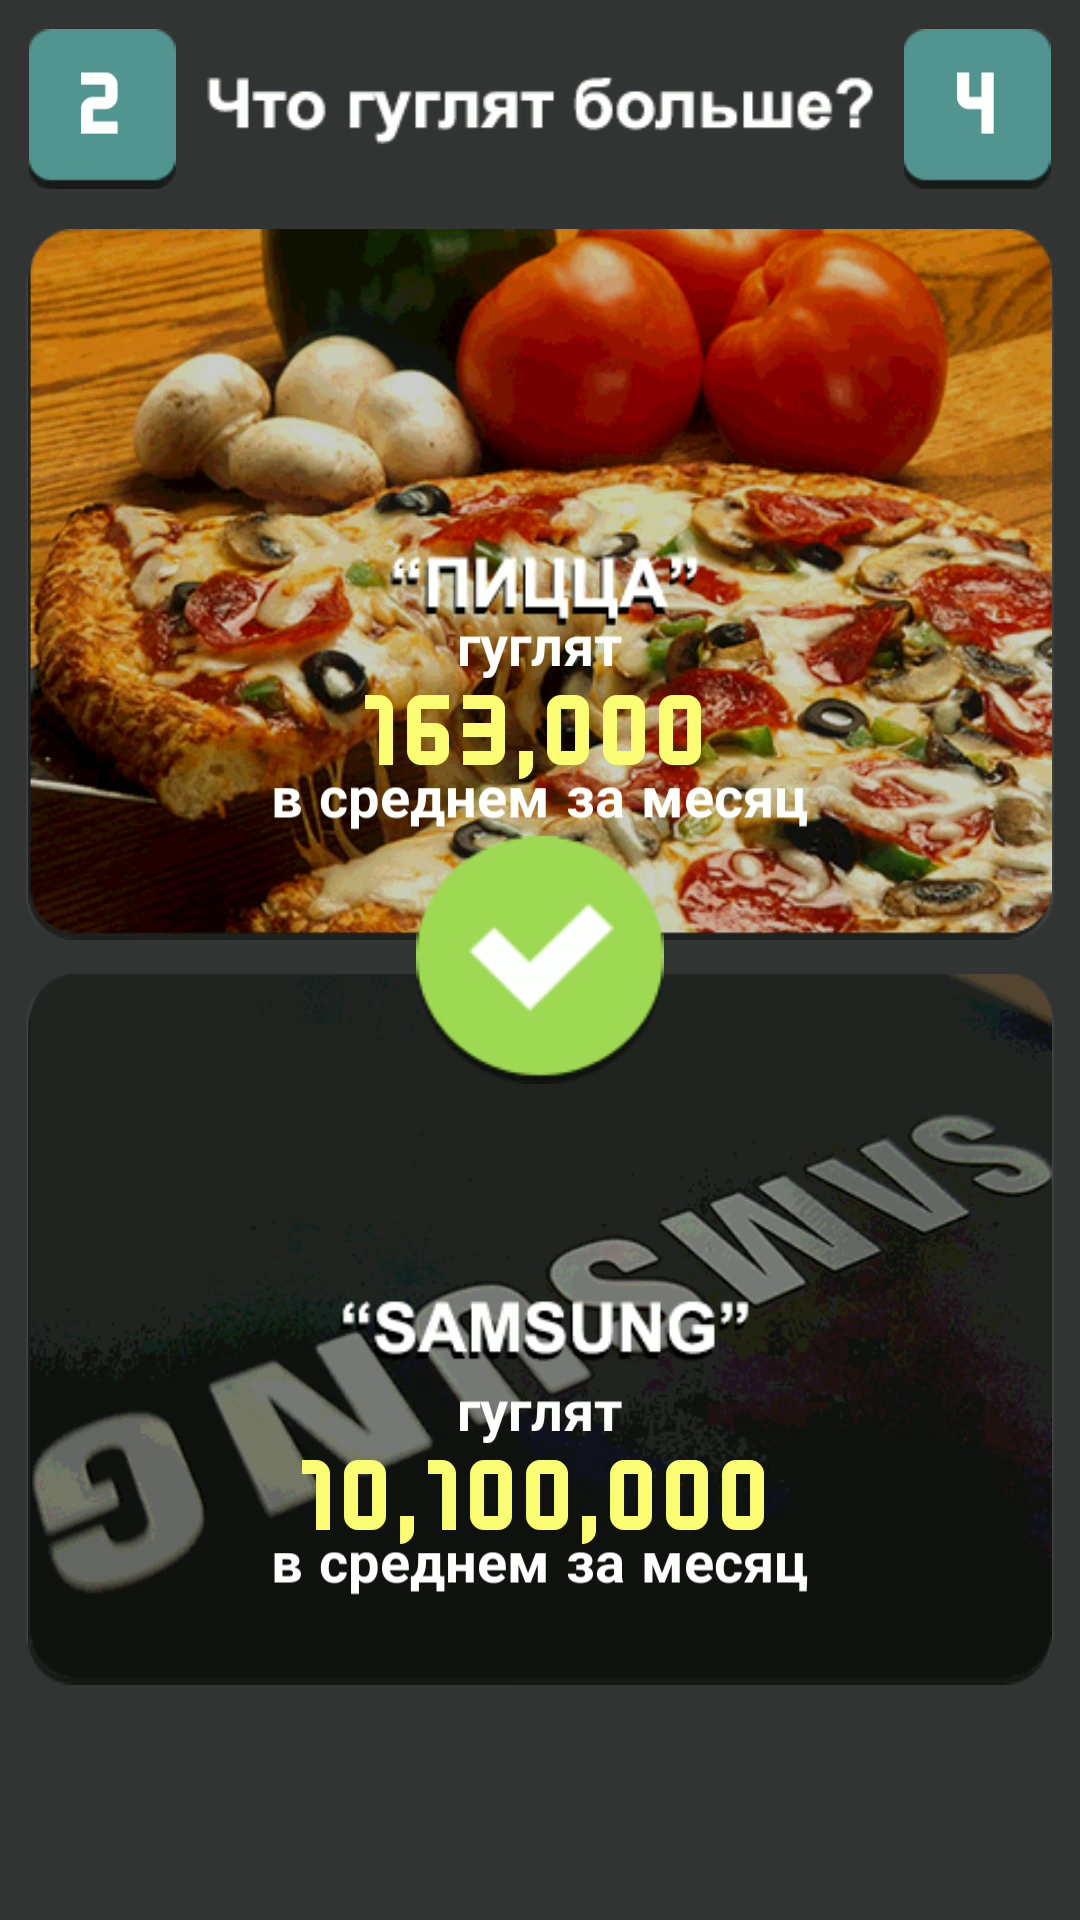 2
Что гуглят больше?
4
“ПИЦЦА”
гуглят
163,000
в среднем за месяц
SAMSUNG
“SAMSUNG”
гуглят
10,100,000
в среднем за месяц